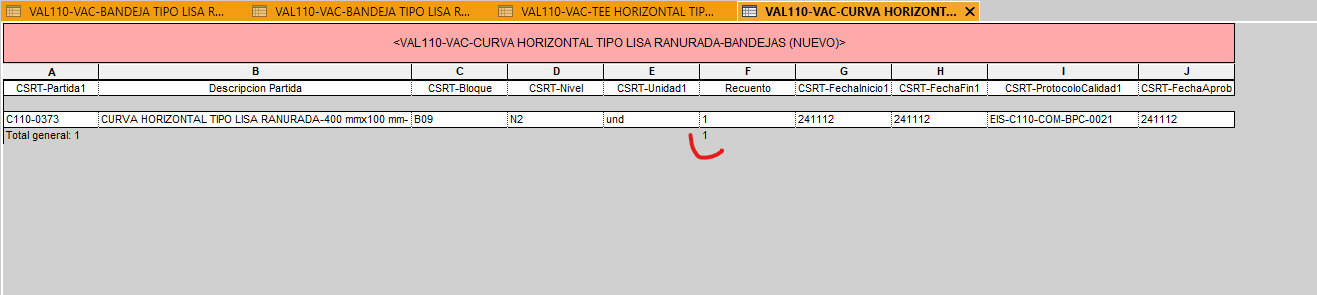 VAL110-VAC-BANDEJA TIPO LISA R... VAL110-VAC-BANDEJA TIPO LISA R... VAL110-VAC-TEE HORIZONTAL TIP... VAL110-VAC-CURVA HORIZONT... X
<VAL110-VAC-CURVA HORIZONTAL TIPO LISA RANURADA-BANDEJAS (NUEVO)>
A B C D E F G H I J
CSRT-Partida1 Descripcion Partida CSRT-Bloque CSRT-Nivel CSRT-Unidad1 Recuento CSRT-FechaInicio1 CSRT-FechaFin1 CSRT-ProtocoloCalidad1 CSRT-FechaAprob
C110-0373 CURVA HORIZONTAL TIPO LISA RANURADA-400 mmx100 mm- B09 N2 und 1 241112 241112 EIS-C110-COM-BPC-0021 241112
Total general: 1 1